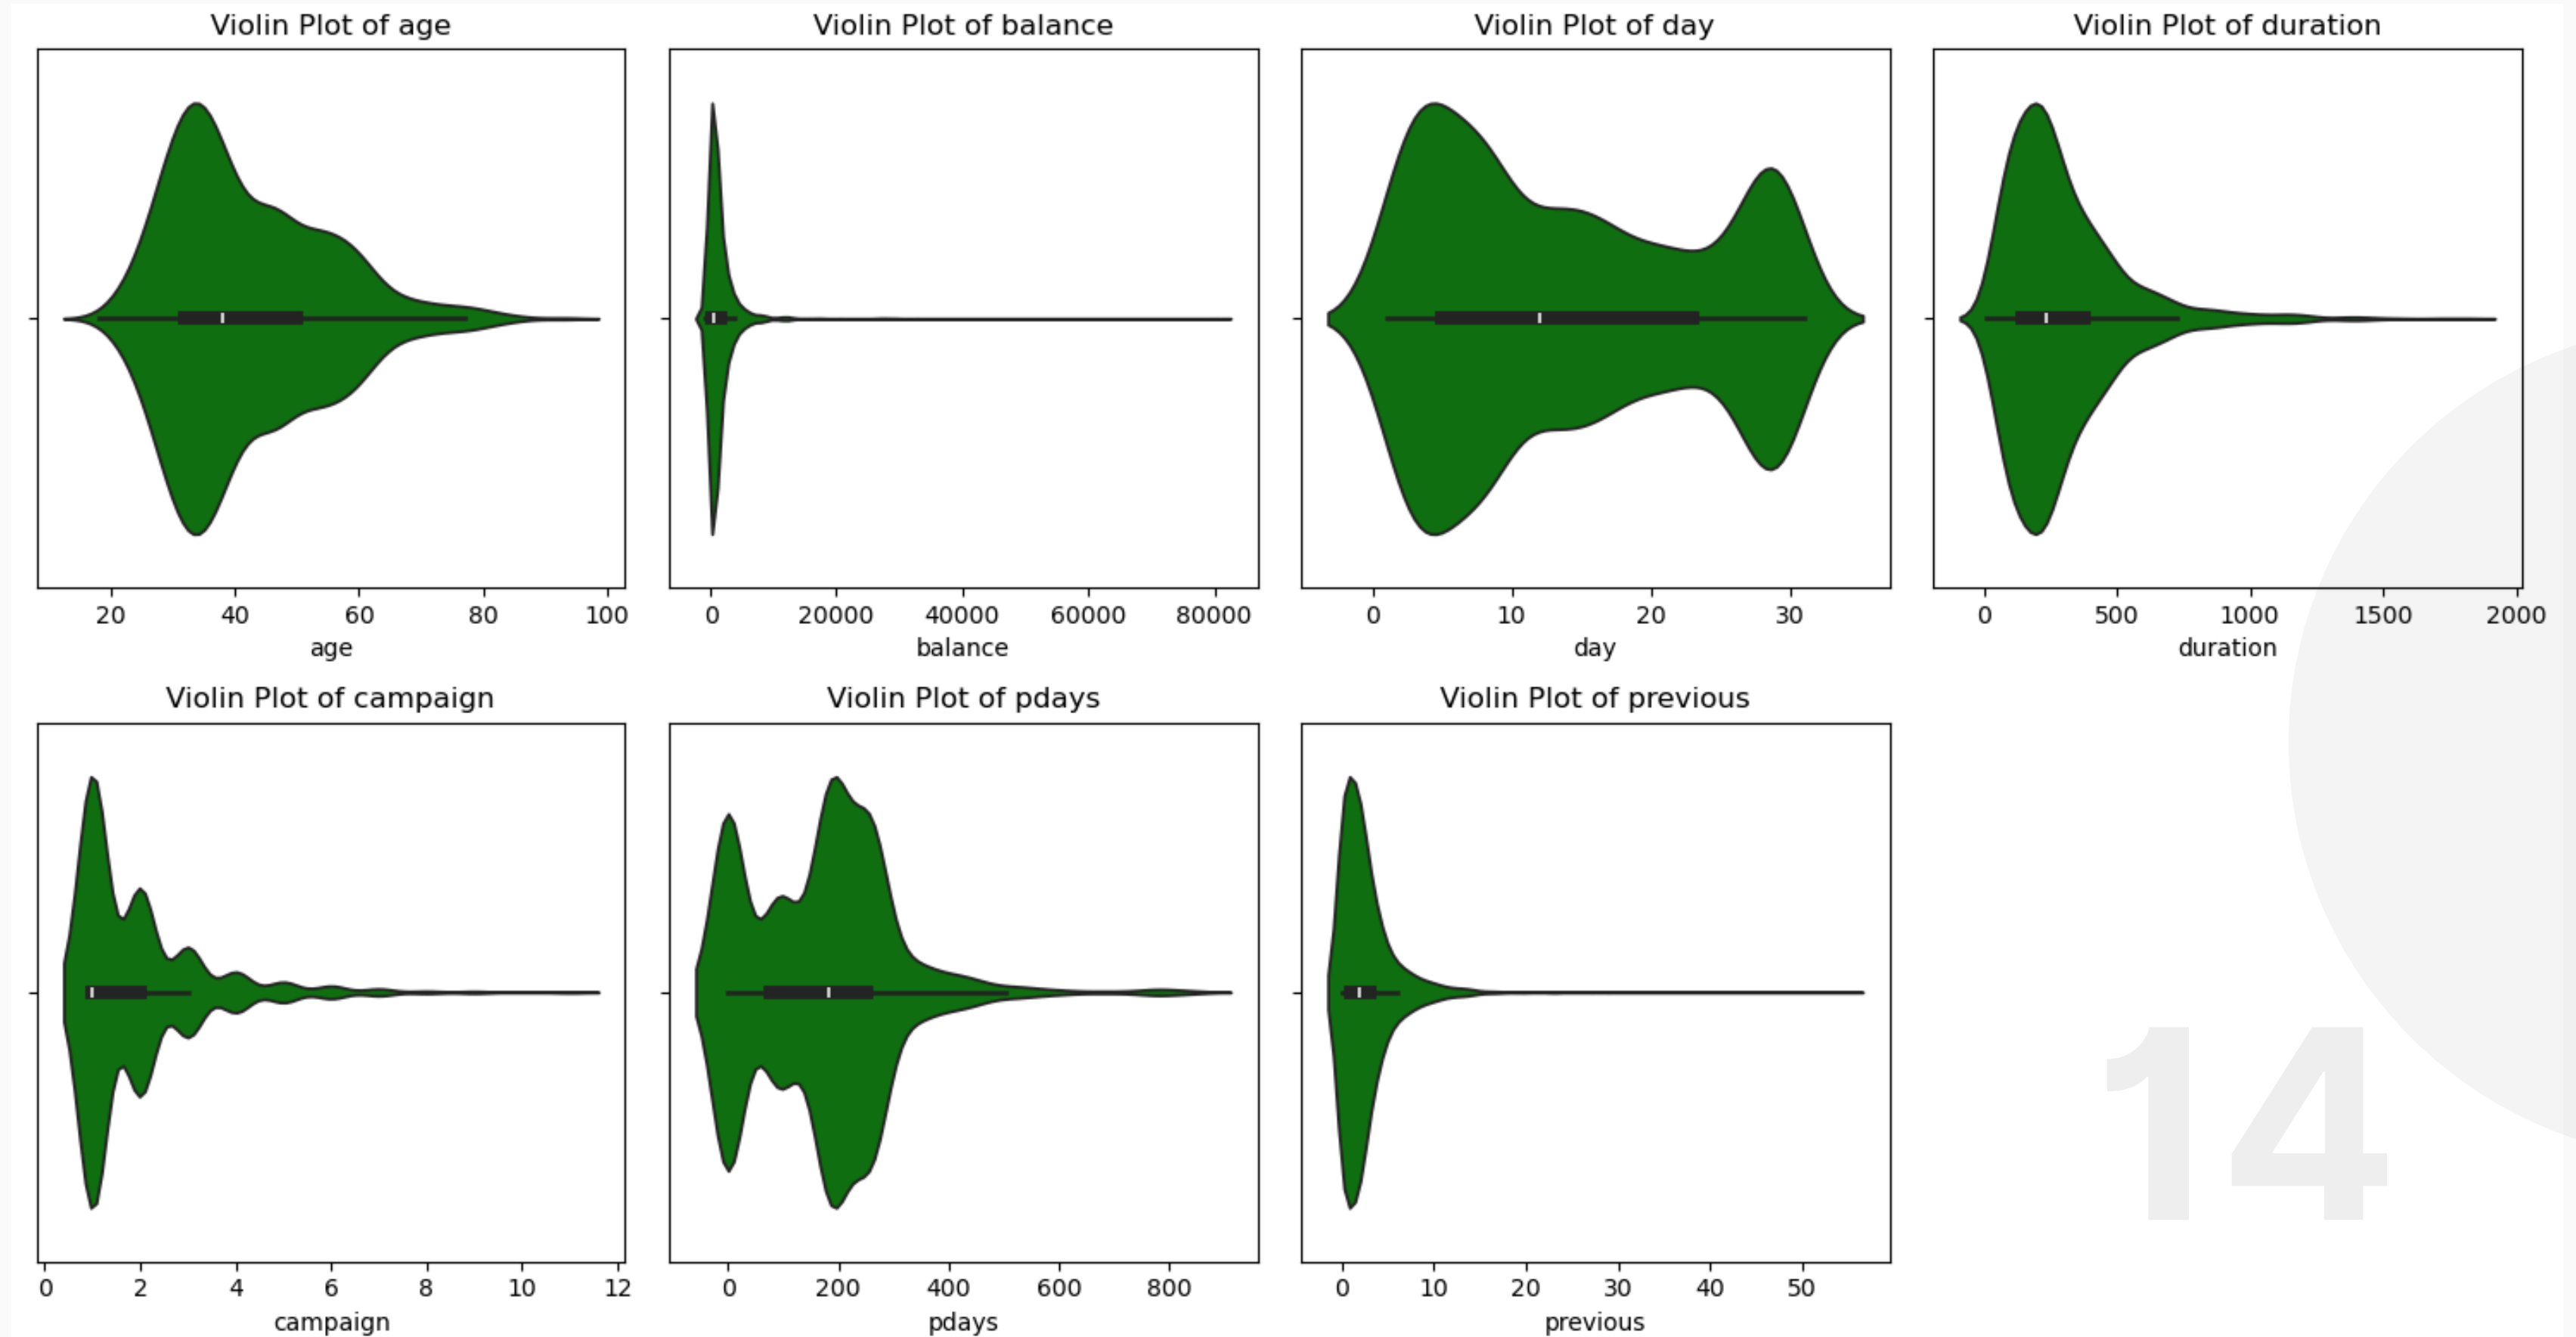 Violin Plot of age
Violin Plot of balance
Violin Plot of day
Violin Plot of duration
20 40 60 80 100
0 20000 40000 60000 80000
0 10 20 30
0 500 1000 1500 2000
age
balance
day
duration
Violin Plot of campaign
Violin Plot of pdays
Violin Plot of previous
0 2 4 6 8 10 12
0 200 400 600 800
0 10 20 30 40 50
campaign
pdays
previous
14